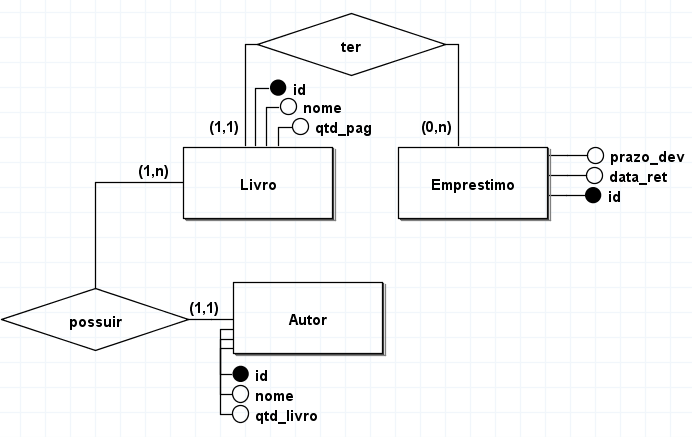 ter
id
nome
qtd_pag
(1,1)
(0,n)
Livro
Emprestimo
prazo_dev
data_ret
id
(1,n)
possuir
(1,1)
Autor
id
nome
qtd_livro